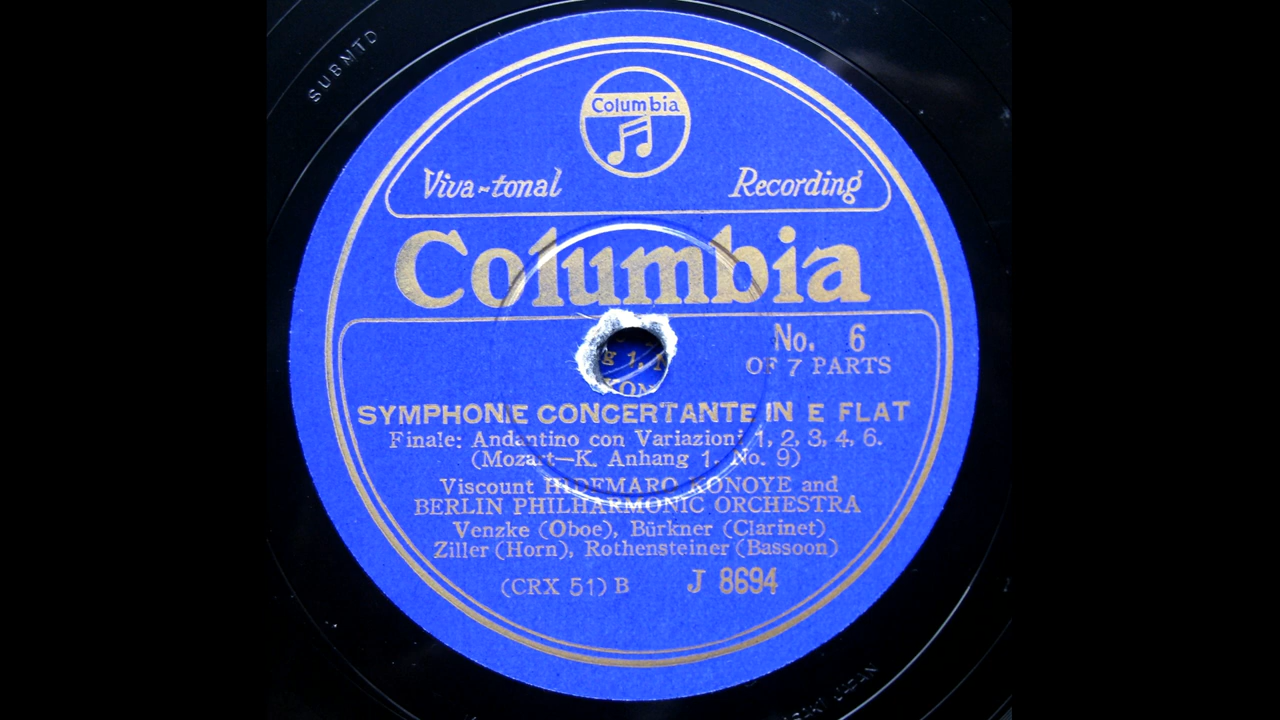 SUBNTD
Columbia
Viva-tonal Recording
Columbia
No. 6
OF 7 PARTS
SYMPHONIE CONCERTANTE IN E FLAT
Finale: Andantino con Variazioni 1, 2, 3, 4, 6.
(Mozart—K. Anhang 1. No. 9)
Viscount HIDEMARO KONOYE and
BERLIN PHILHARMONIC ORCHESTRA
Venzke (Oboe), Bürkner (Clarinet)
Ziller (Horn), Rothensteiner (Bassoon)
(CRX 51) B J 8694
JAPAN